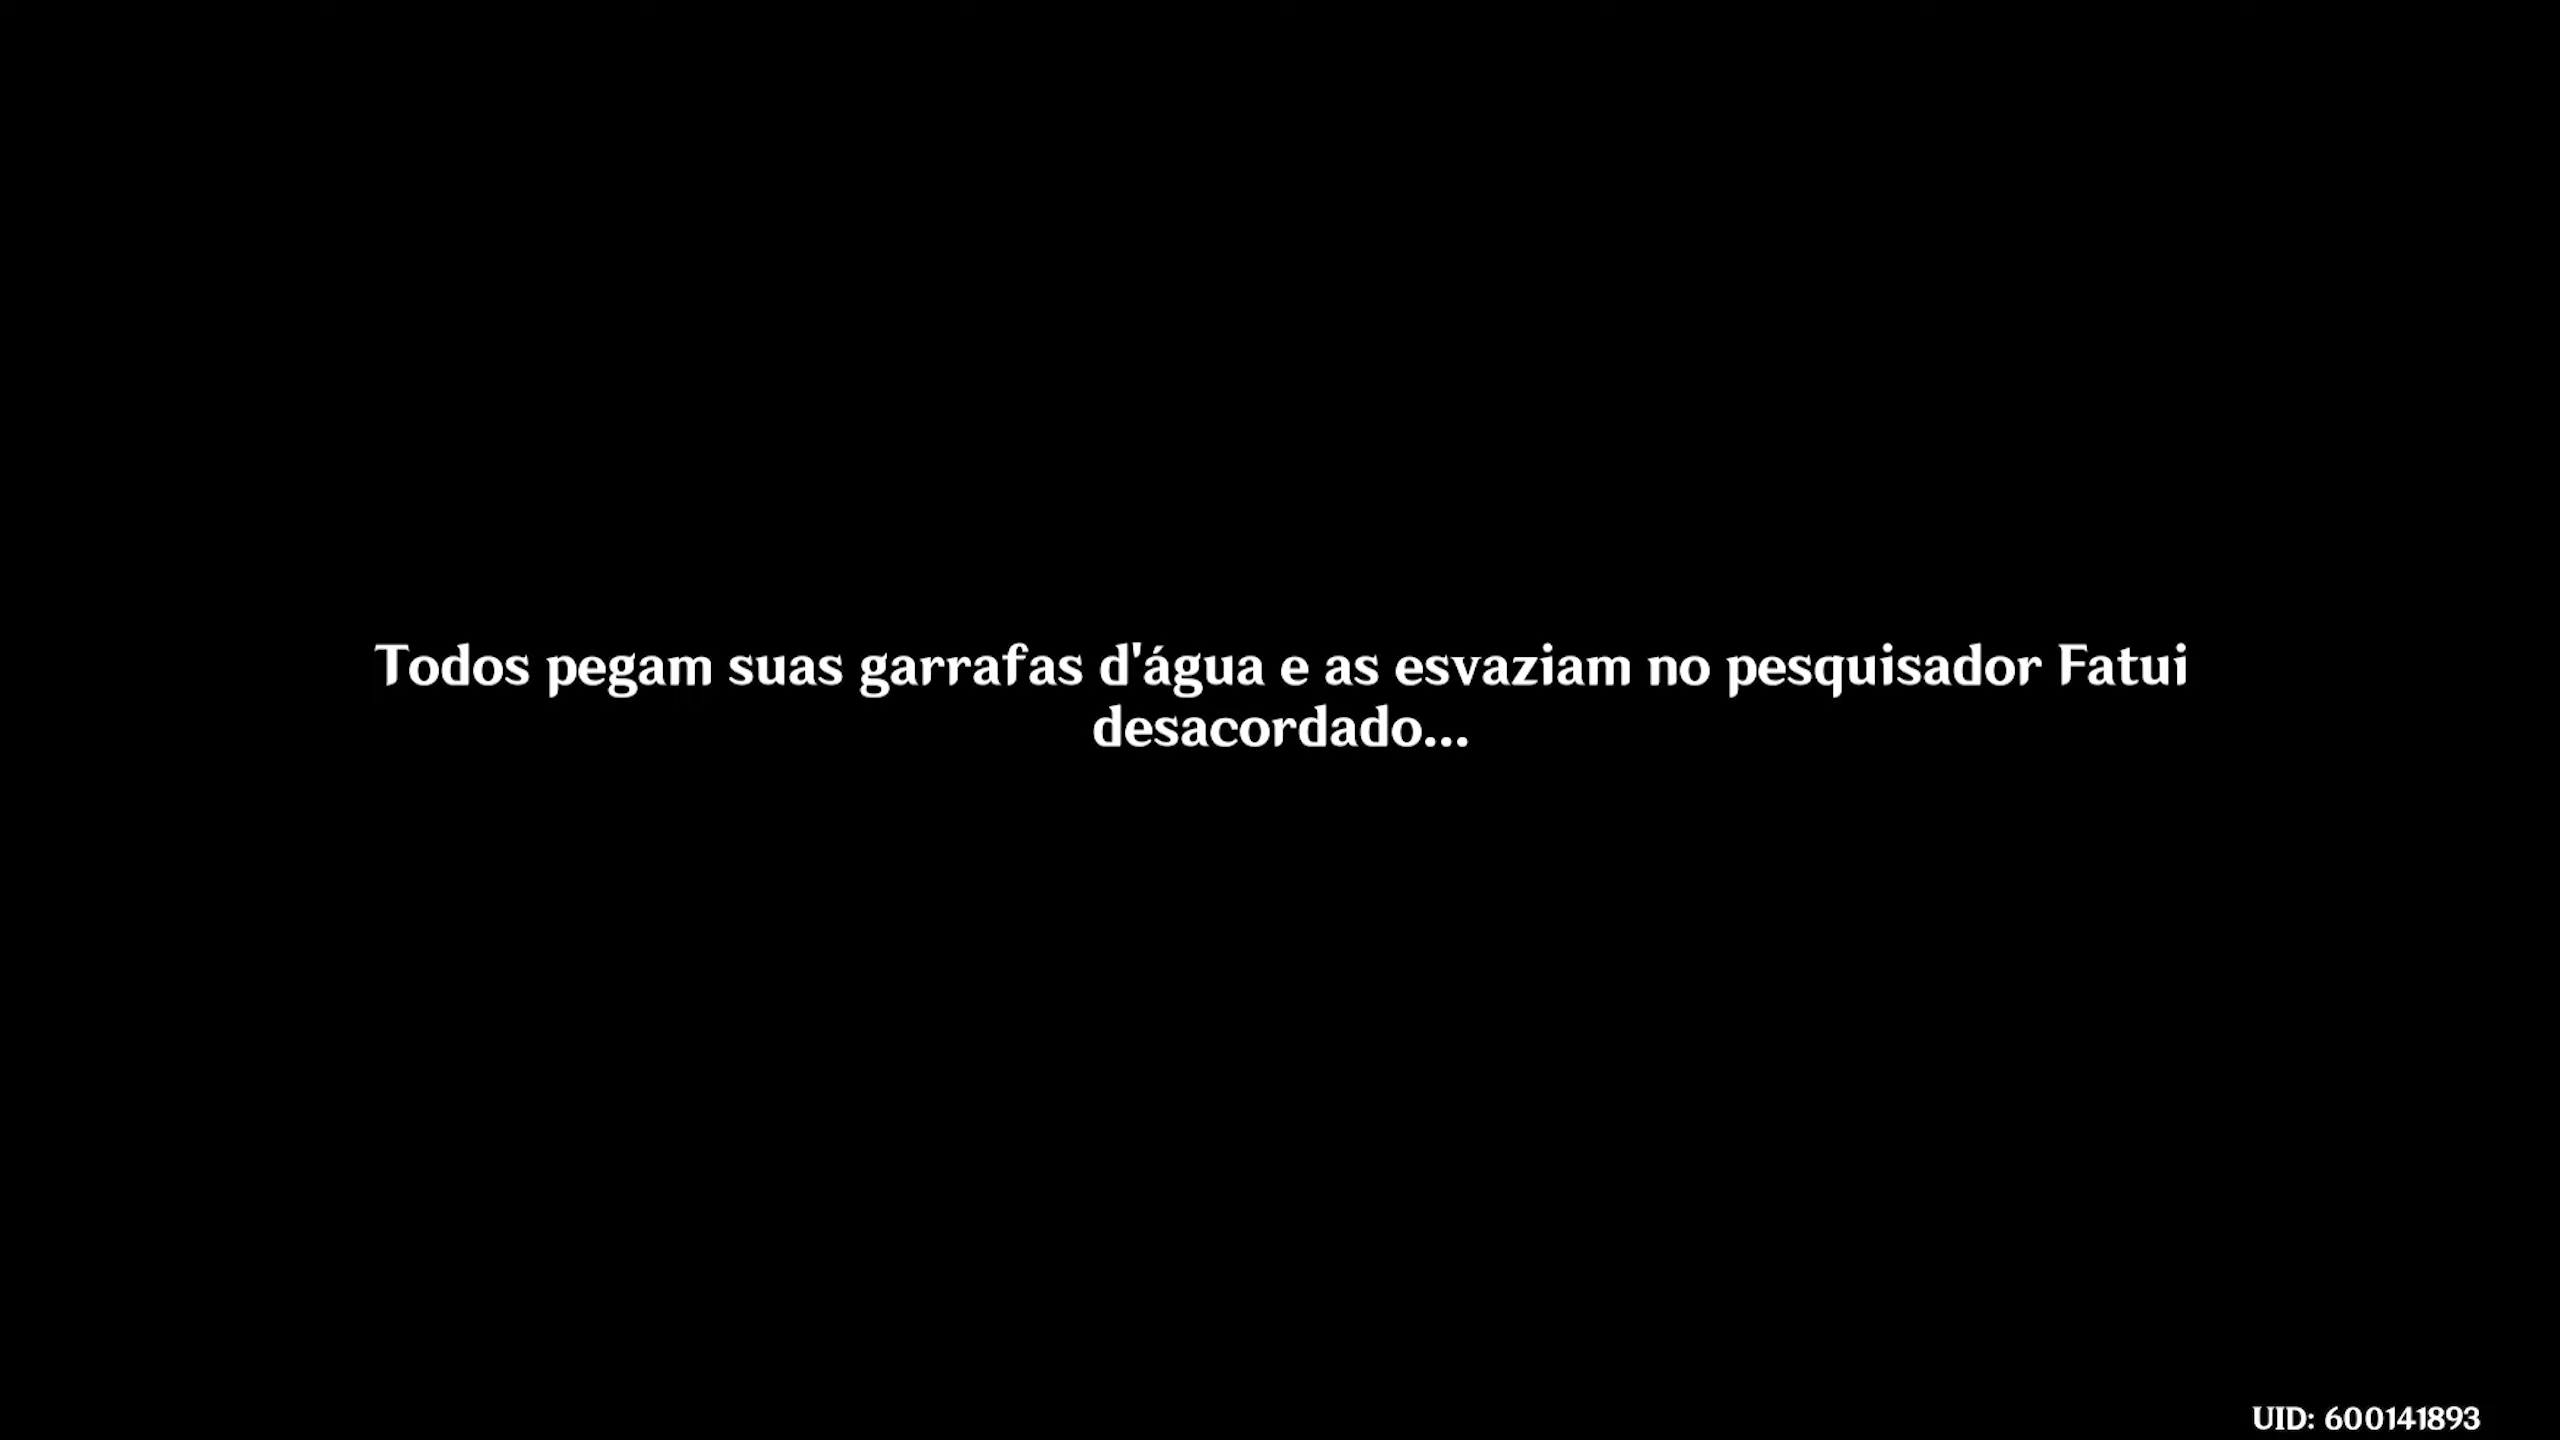 Todos pegam suas garrafas d'água e as esvaziam no pesquisador Fatui
desacordado...
UID: 600141893